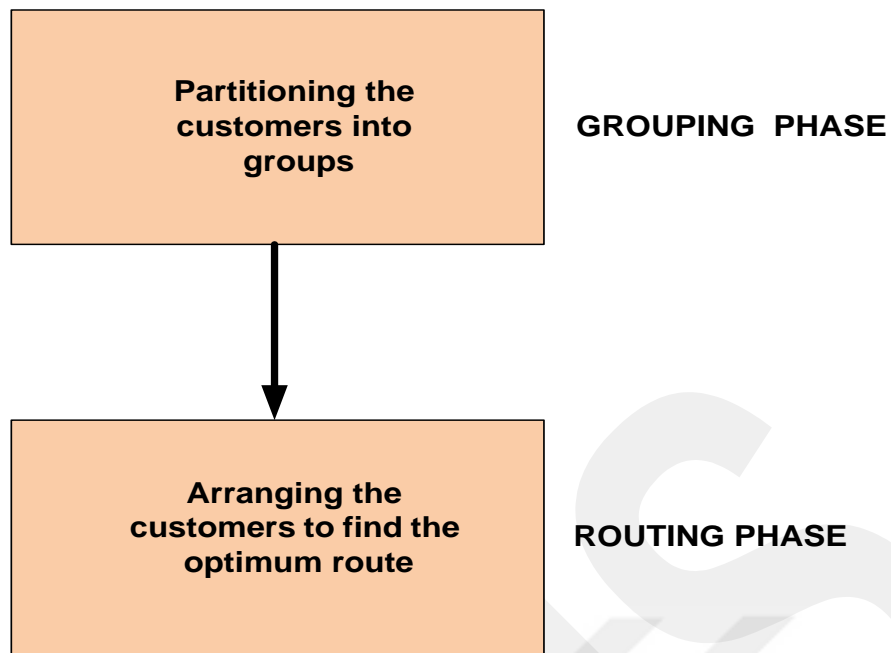 Partitioning the
customers into
groups
GROUPING PHASE
Arranging the
customers to find the
optimum route
ROUTING PHASE